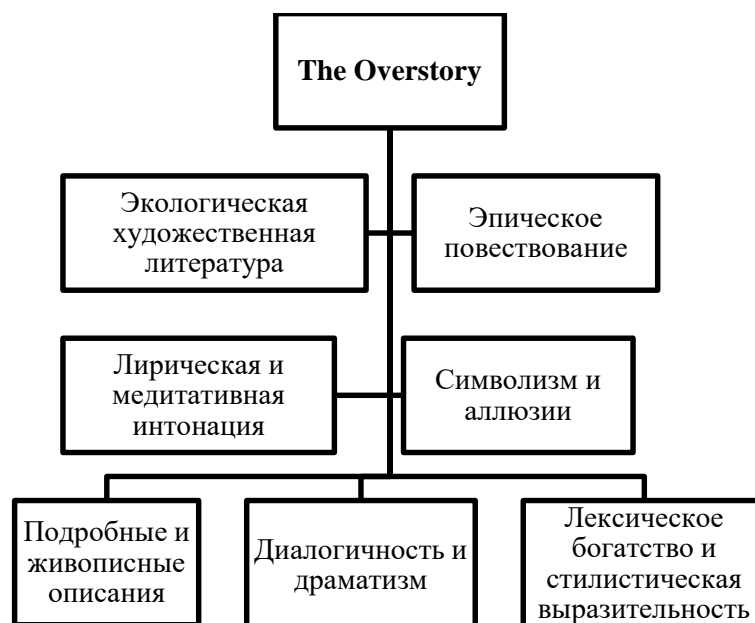 The Overstory
Экологическая
художественная
литература
Эпическое
повествование
Лирическая и
медитативная
интонация
Символизм и
аллюзии
Подробные и
живописные
описания
Диалогичность и
драматизм
Лексическое
богатство и
стилистическая
выразительность